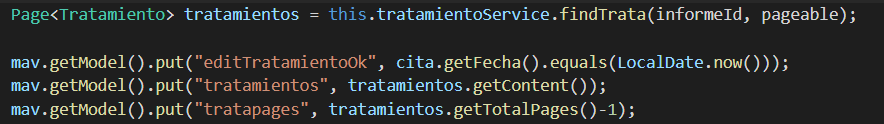 Page<Tratamiento> tratamientos = this.tratamientoService.findTrata(informeId, pageable);
mav.getModel().put("editTratamientoOk", cita.getFecha().equals(LocalDate.now()));
mav.getModel().put("tratamientos", tratamientos.getContent());
mav.getModel().put("tratapages", tratamientos.getTotalPages()-1);